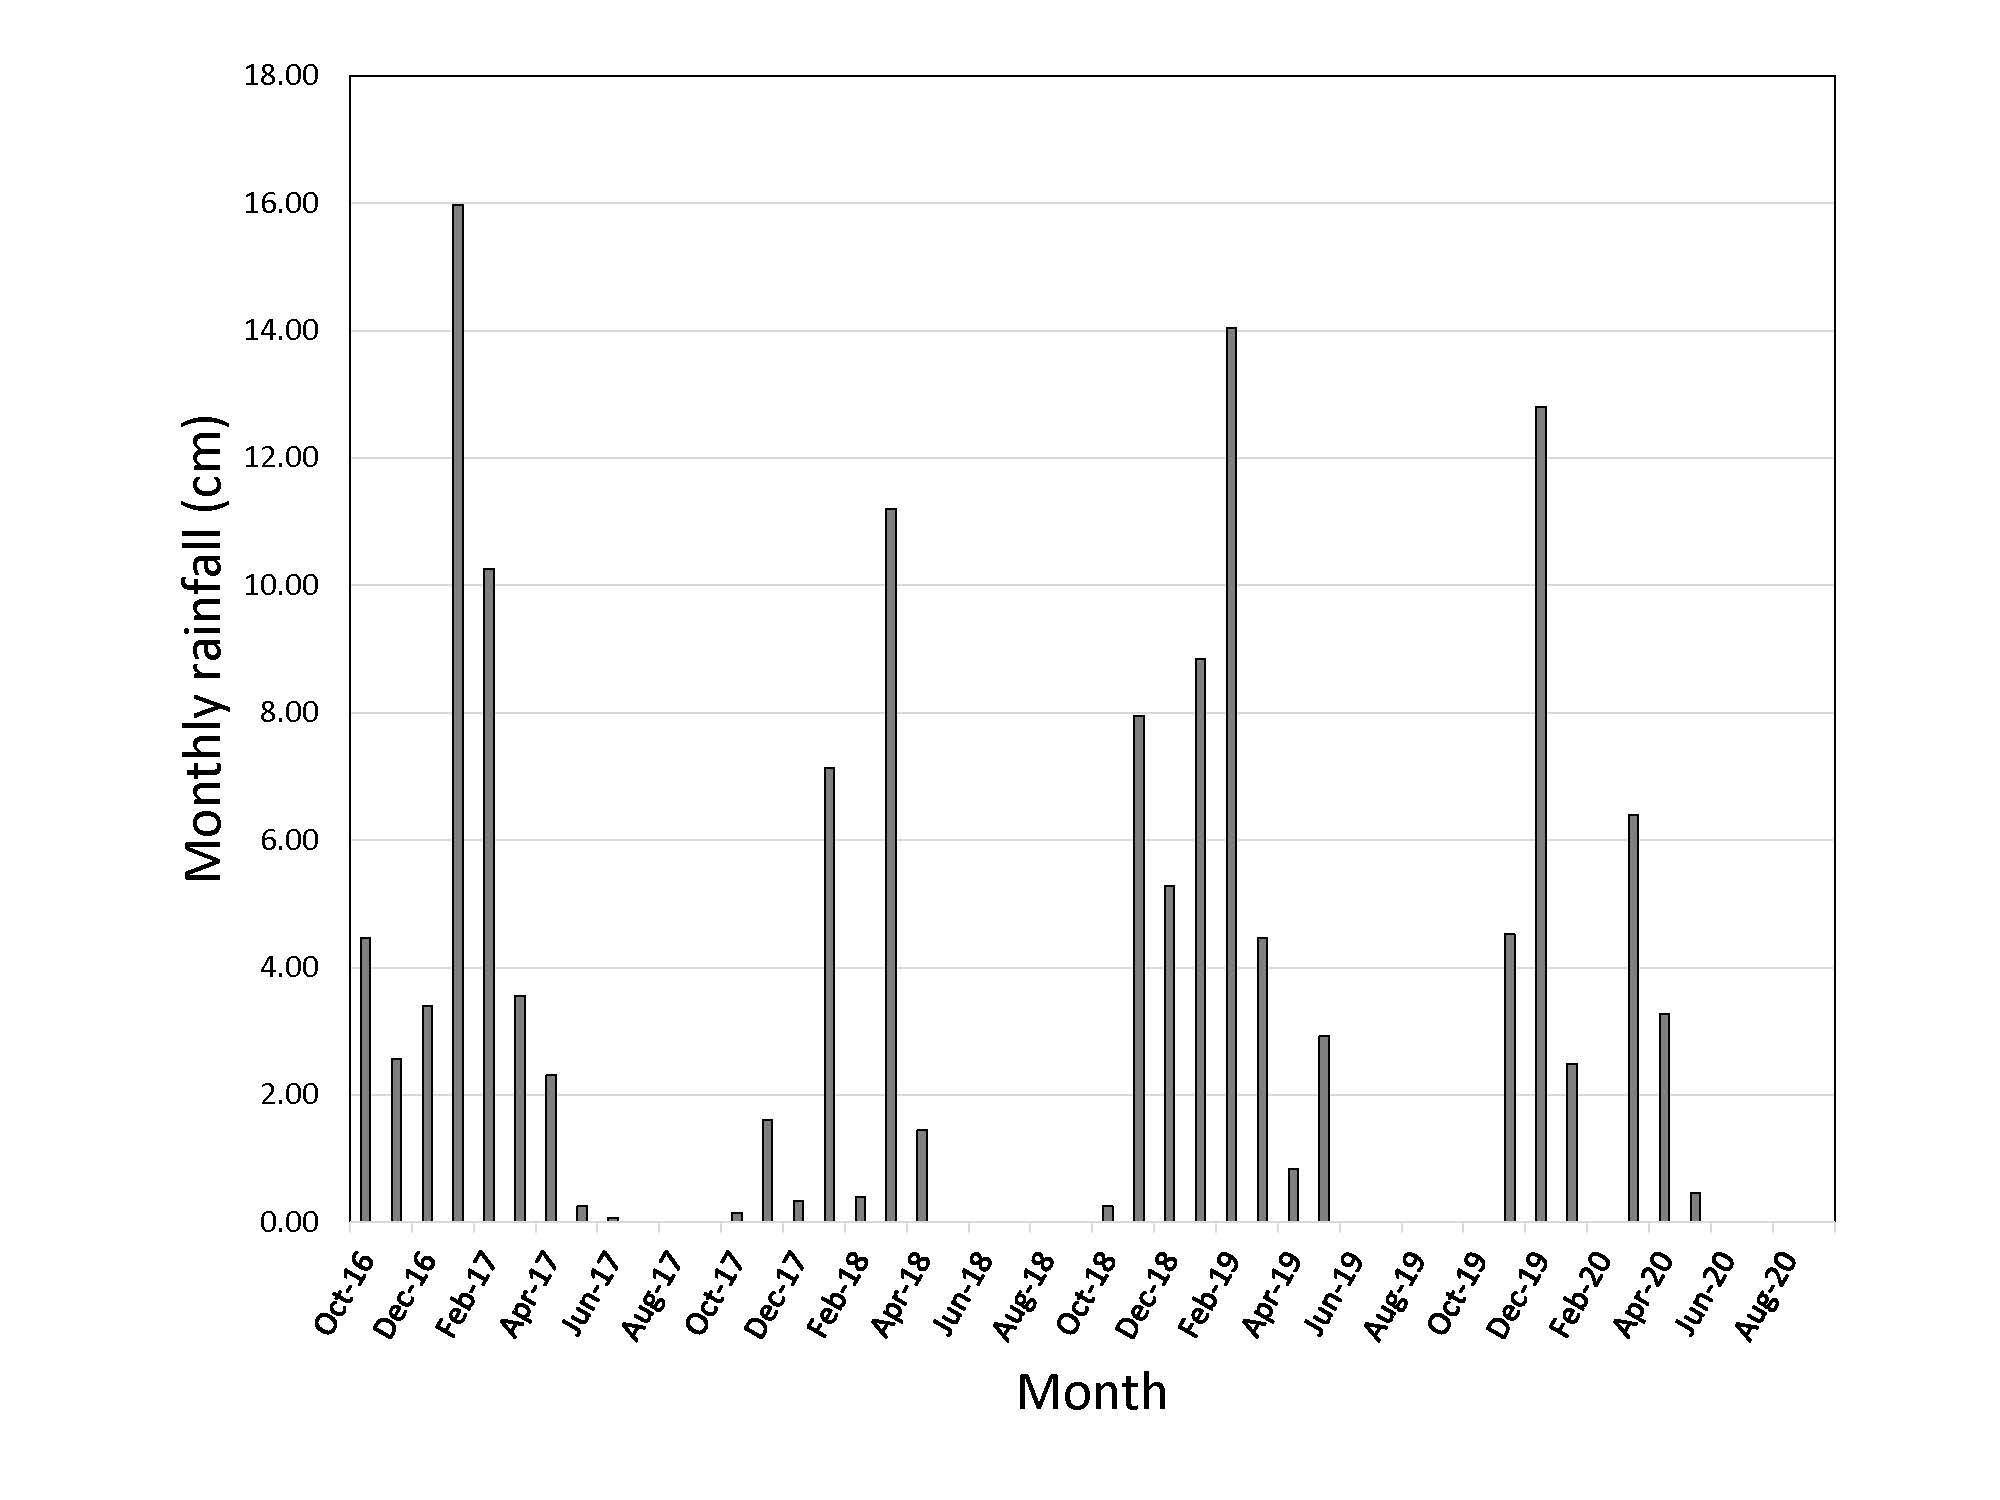 18.00
16.00
14.00
12.00
10.00
8.00
6.00
4.00
2.00
0.00
Monthly rainfall (cm)
Oct-16
Dec-16
Feb-17
Apr-17
Jun-17
Aug-17
Oct-17
Dec-17
Feb-18
Apr-18
Jun-18
Aug-18
Oct-18
Dec-18
Feb-19
Apr-19
Jun-19
Aug-19
Oct-19
Dec-19
Feb-20
Apr-20
Jun-20
Aug-20
Month